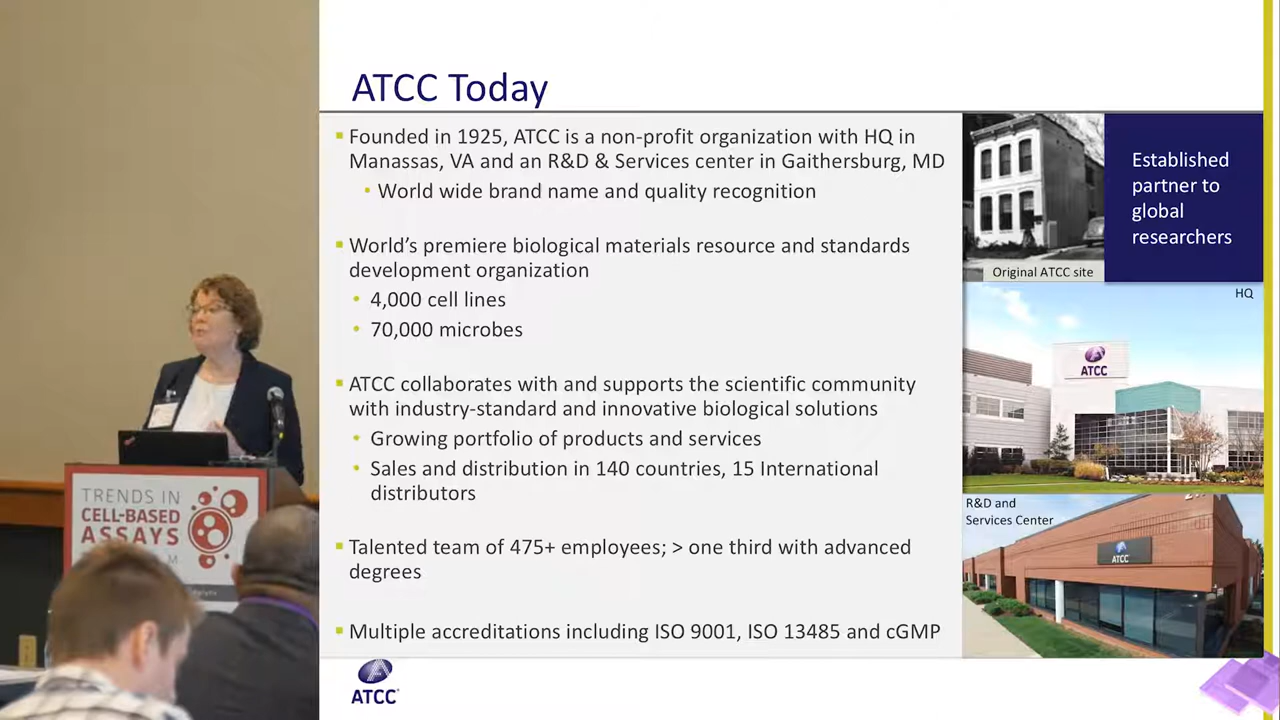 ATCC Today
▪ Founded in 1925, ATCC is a non-profit organization with HQ in
Manassas, VA and an R&D & Services center in Gaithersburg, MD
• World wide brand name and quality recognition
▪ World’s premiere biological materials resource and standards
development organization
• 4,000 cell lines
• 70,000 microbes
▪ ATCC collaborates with and supports the scientific community
with industry-standard and innovative biological solutions
• Growing portfolio of products and services
• Sales and distribution in 140 countries, 15 International
distributors
▪ Talented team of 475+ employees; > one third with advanced
degrees
▪ Multiple accreditations including ISO 9001, ISO 13485 and cGMP
Established
partner to
global
researchers
Original ATCC site
HQ
ATCC
R&D and
Services Center
ATCC
ATCC
TRENDS IN
CELL-BASED
ASSAYS